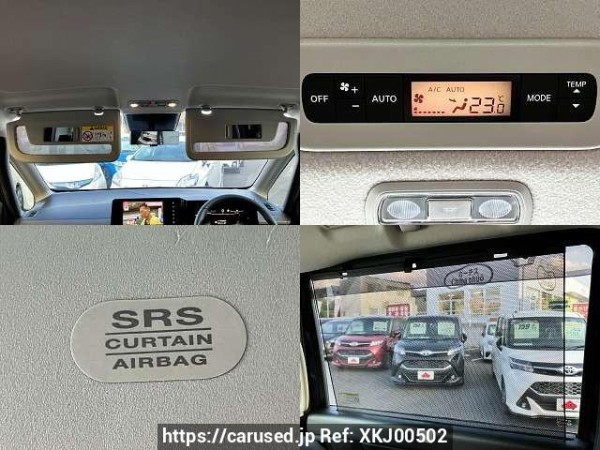 A/C AUTO
TEMP
OFF
+
−
AUTO
23.0°C
MODE
SRS
CURTAIN
AIRBAG
https://carused.jp Ref: XKJ00502